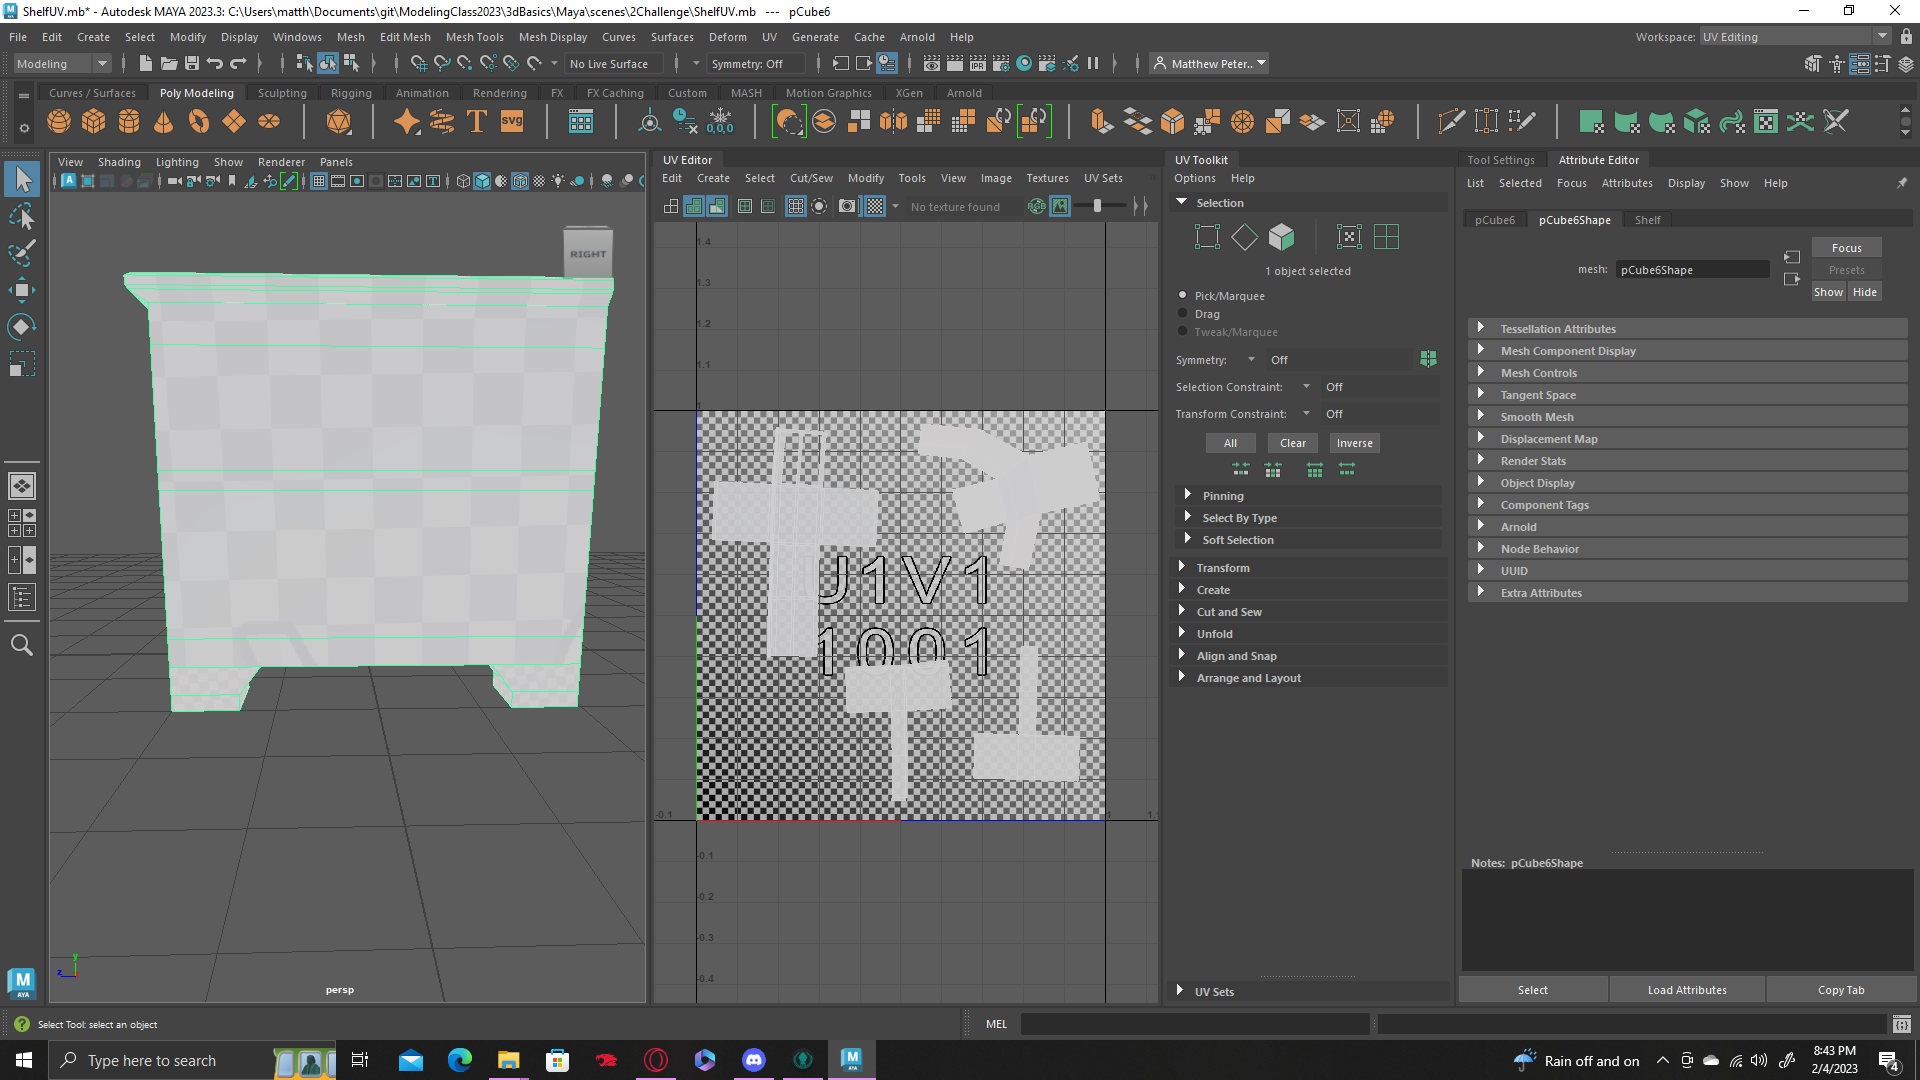 ShelfUV.mb* - Autodesk MAYA 2023.3: C:\Users\matth\Documents\git\ModelingClass2023\3dBasics\Maya\scenes\2Challenge\ShelfUV.mb   ---   pCube6
File Edit Create Select Modify Display Windows Mesh Edit Mesh Mesh Tools Mesh Display Curves Surfaces Deform UV Generate Cache Arnold Help
Workspace: UV Editing
Modeling
No Live Surface
Symmetry: Off
IPR
Matthew Peter..
Curves / Surfaces Poly Modeling Sculpting Rigging Animation Rendering FX FX Caching Custom MASH Motion Graphics XGen Arnold
T
svg
0,0,0
View Shading Lighting Show Renderer Panels
RIGHT
y
z
persp
UV Editor
Edit Create Select Cut/Sew Modify Tools View Image Textures UV Sets
No texture found
RGB
1.4
1.3
1.2
1.1
1
U1V1
1001
-0.1
1
1.1
-0.1
-0.2
-0.3
-0.4
UV Toolkit
Options Help
Selection
1 object selected
Pick/Marquee
Drag
Tweak/Marquee
Symmetry: Off
Selection Constraint: Off
Transform Constraint: Off
All Clear Inverse
Pinning
Select By Type
Soft Selection
Transform
Create
Cut and Sew
Unfold
Align and Snap
Arrange and Layout
UV Sets
Tool Settings Attribute Editor
List Selected Focus Attributes Display Show Help
pCube6 pCube6Shape Shelf
mesh: pCube6Shape
Focus
Presets
Show Hide
Tessellation Attributes
Mesh Component Display
Mesh Controls
Tangent Space
Smooth Mesh
Displacement Map
Render Stats
Object Display
Component Tags
Arnold
Node Behavior
UUID
Extra Attributes
Notes: pCube6Shape
Select Load Attributes Copy Tab
M
AYA
Select Tool: select an object
MEL
Type here to search
Rain off and on
8:43 PM
2/4/2023
4